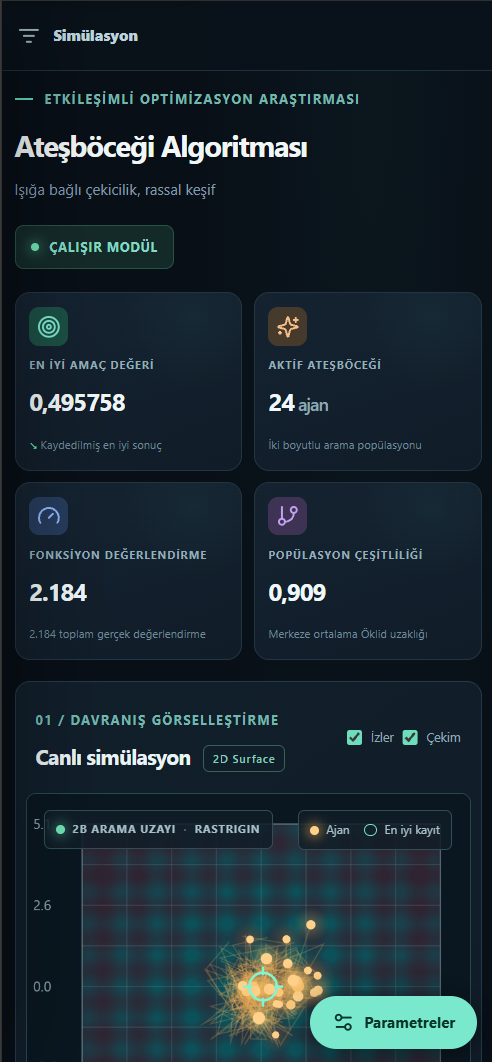 Simülasyon
ETKİLEŞİMLİ OPTİMİZASYON ARAŞTIRMASI
Ateşböceği Algoritması
Işığa bağlı çekicilik, rassal keşif
ÇALIŞIR MODÜL
EN İYİ AMAÇ DEĞERİ
0,495758
↘ Kaydedilmiş en iyi sonuç
AKTİF ATEŞBÖCEĞİ
24 ajan
İki boyutlu arama popülasyonu
FONKSİYON DEĞERLENDİRME
2.184
2.184 toplam gerçek değerlendirme
POPÜLASYON ÇEŞİTLİLİĞİ
0,909
Merkeze ortalama Öklid uzaklığı
01 / DAVRANIŞ GÖRSELLEŞTİRME
Canlı simülasyon
2D Surface
İzler
Çekim
2B ARAMA UZAYI · RASTRIGIN
Ajan
En iyi kayıt
2.6
0.0
Parametreler